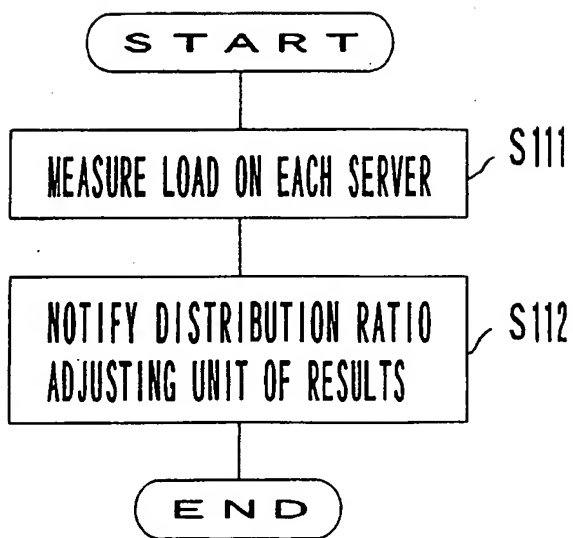 START
MEASURE LOAD ON EACH SERVER
S111
NOTIFY DISTRIBUTION RATIO
ADJUSTING UNIT OF RESULTS
S112
END